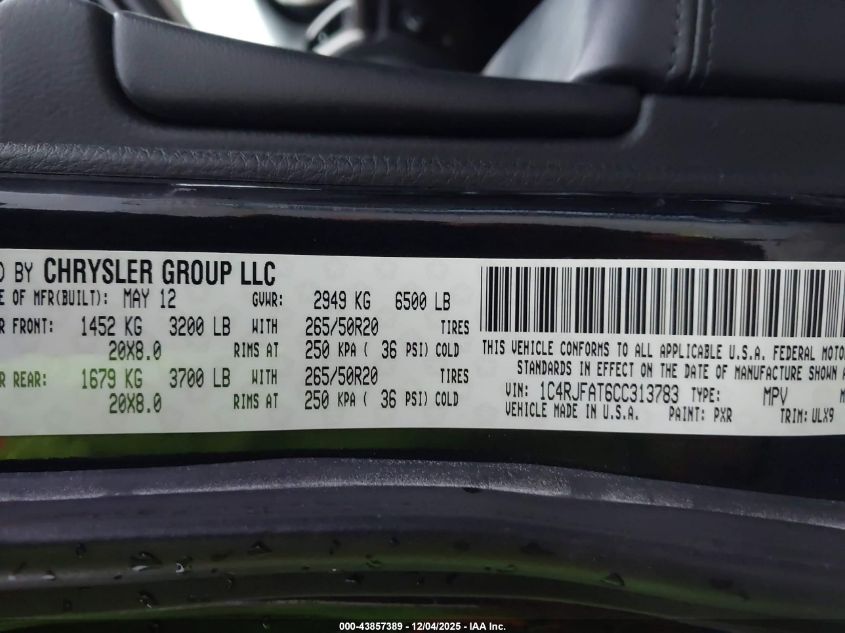 BY CHRYSLER GROUP LLC
OF MFR(BUILT): MAY 12 GVWR: 2949 KG 6500 LB
FRONT: 1452 KG 3200 LB WITH 265/50R20 TIRES
20X8.0 RIMS AT 250 KPA ( 36 PSI) COLD
REAR: 1679 KG 3700 LB WITH 265/50R20 TIRES
20X8.0 RIMS AT 250 KPA ( 36 PSI) COLD
THIS VEHICLE CONFORMS TO ALL APPLICABLE U.S.A. FEDERAL MOTOR
STANDARDS IN EFFECT ON THE DATE OF MANUFACTURE SHOWN A
VIN: 1C4RJFAT6CC313783 TYPE: MPV
VEHICLE MADE IN U.S.A. PAINT: PXR TRIM: ULX9
000-43857389 - 12/04/2025 - IAA Inc.